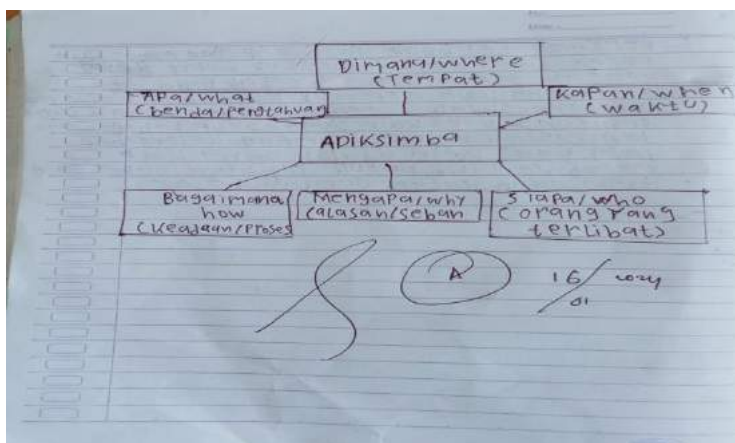 Dimana/where
(Tempat)
Apa/what
(benda/pengtahuan
Kapan/when
(waktu)
ADIKSimba
Bagaimana/
how
(Keadaan/Proses
Mengapa/why
(alasan/sebab
Siapa/who
(orang yang
terlibat)
A
16/
01